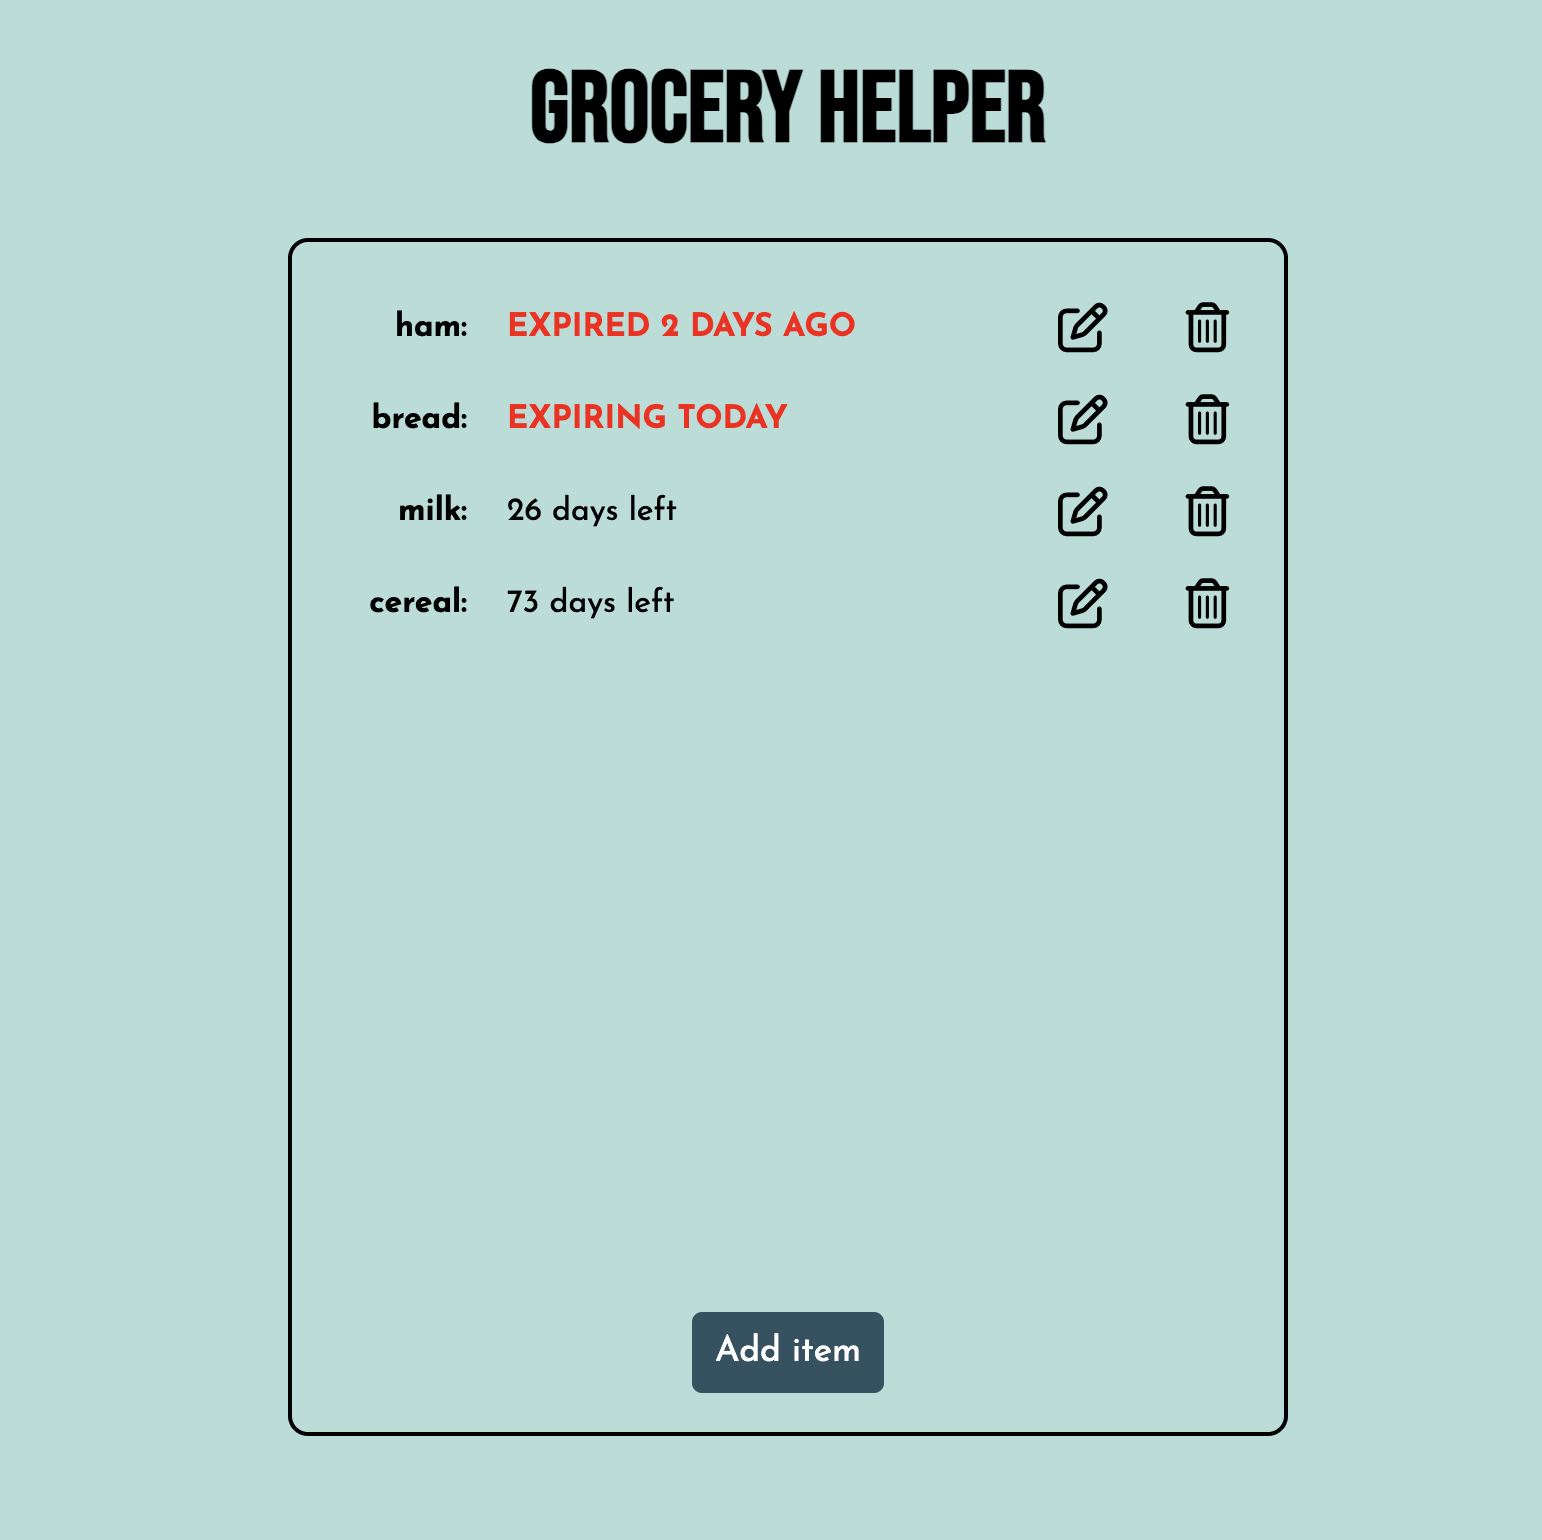 GROCERY HELPER
ham: EXPIRED 2 DAYS AGO
bread: EXPIRING TODAY
milk: 26 days left
cereal: 73 days left
Add item